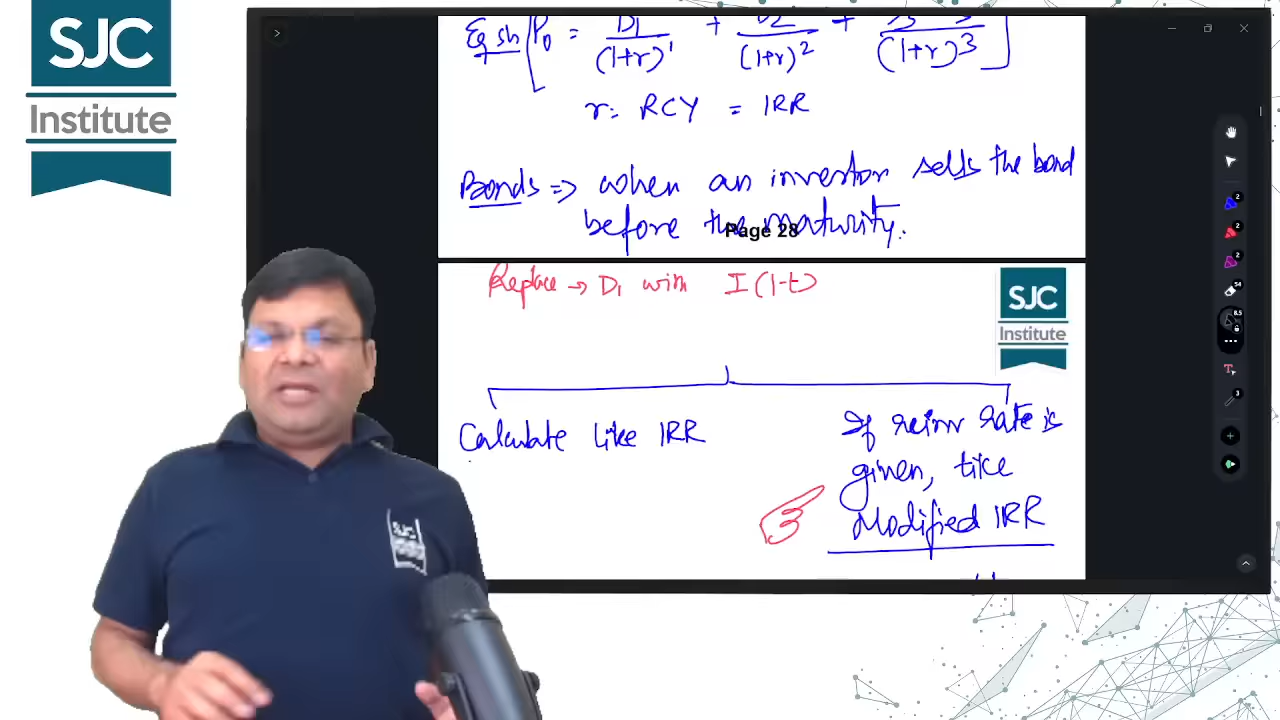 SJC
Institute
Eq sh [P₀ = D₁/(1+r)¹ + D2/(1+r)² + /(1+r)³]
r = RCY = IRR
Bonds => when an investor sells the bond
before the maturity.
Page 28
Replace → D₁ with I(1-t)
SJC
Institute
Calculate like IRR
If reinv rate is
given, like
Modified IRR
SJC